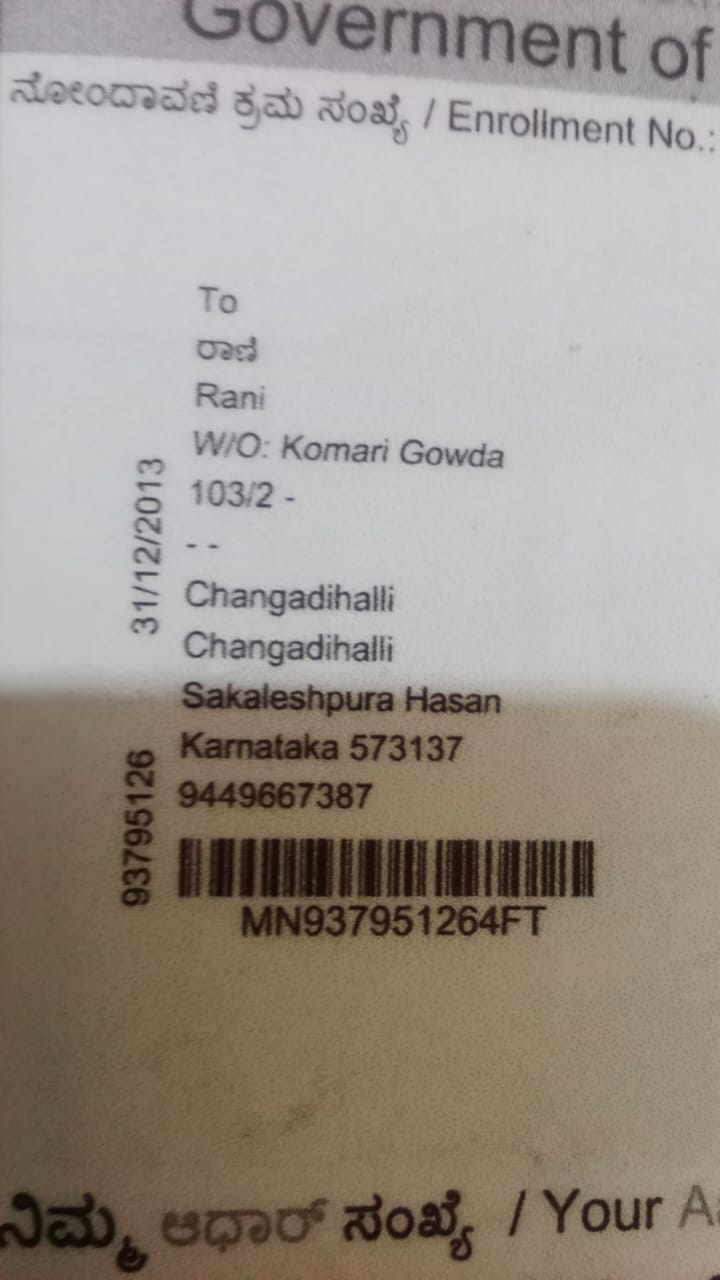 Government of
ನೋಂದಾವಣಿ ಕ್ರಮ ಸಂಖ್ಯೆ / Enrollment No.:
To
ರಾಣಿ
Rani
W/O: Komari Gowda
103/2 -
- -
Changadihalli
Changadihalli
Sakaleshpura Hasan
Karnataka 573137
9449667387
31/12/2013
93795126
MN937951264FT
ನಿಮ್ಮ ಆಧಾರ್ ಸಂಖ್ಯೆ / Your